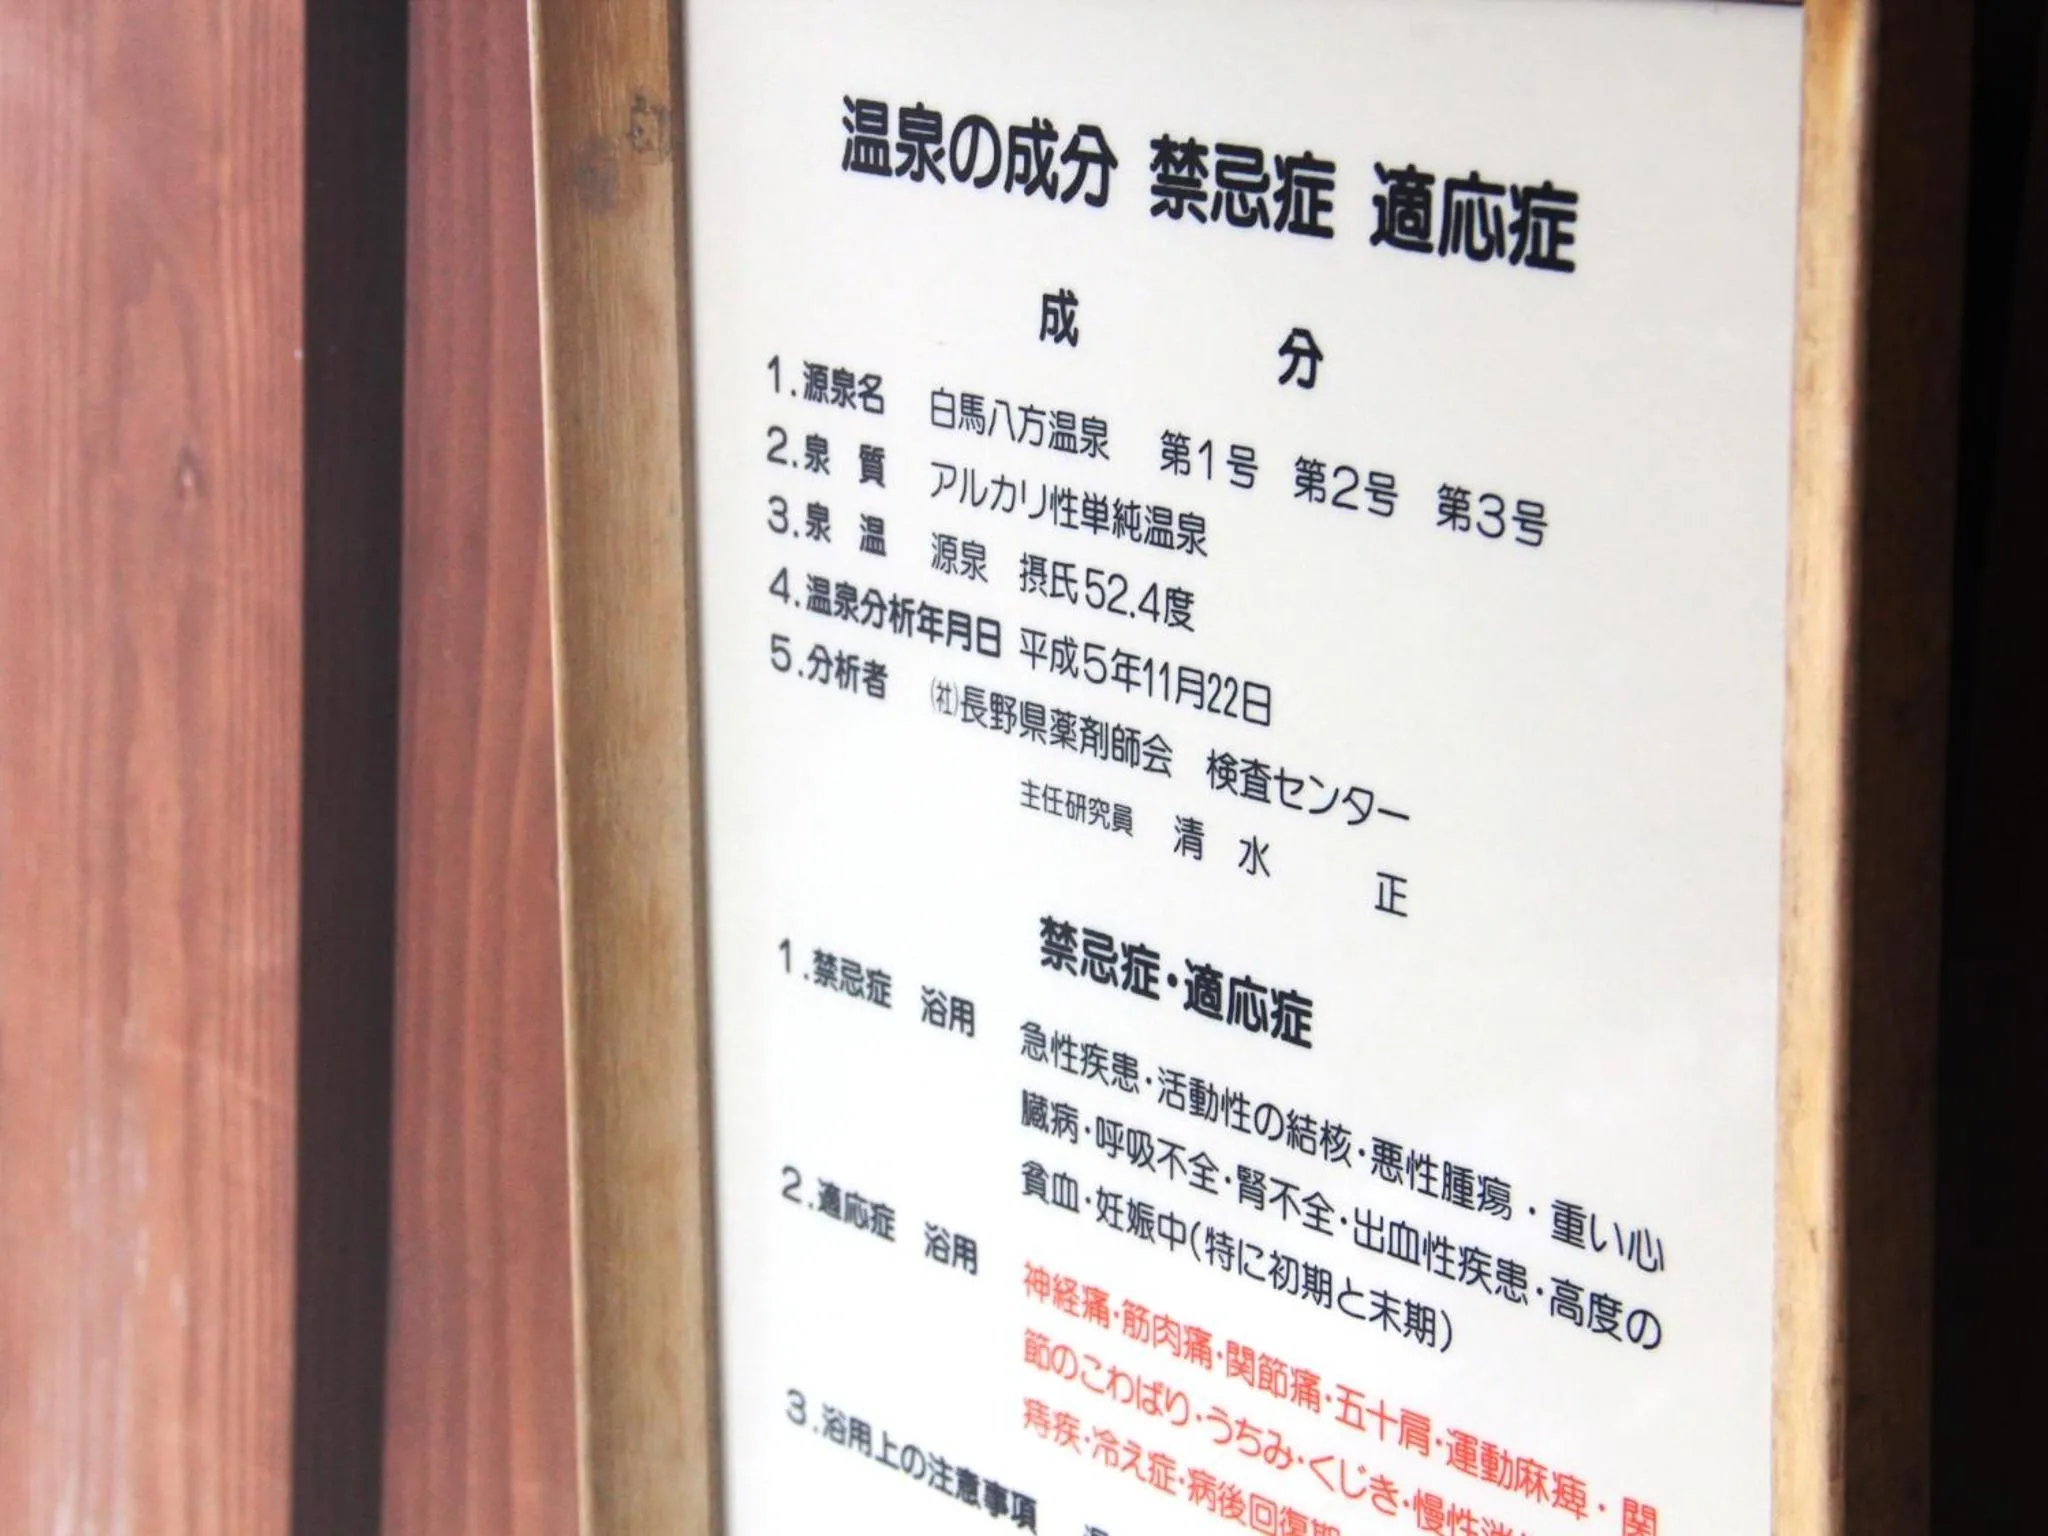 温泉の成分 禁忌症 適応症
成 分
1.源泉名 白馬八方温泉 第1号 第2号 第3号
2.泉 質 アルカリ性単純温泉
3.泉 温 源泉 摂氏52.4度
4.温泉分析年月日 平成5年11月22日
5.分析者 ㈳長野県薬剤師会 検査センター
主任研究員 清 水 正
禁忌症・適応症
1.禁忌症 浴用 急性疾患・活動性の結核・悪性腫瘍・重い心
臓病・呼吸不全・腎不全・出血性疾患・高度の
貧血・妊娠中(特に初期と末期)
2.適応症 浴用 神経痛・筋肉痛・関節痛・五十肩・運動麻痺・関
節のこわばり・うちみ・くじき・慢性消
痔疾・冷え症・病後回復期
3.浴用上の注意事項